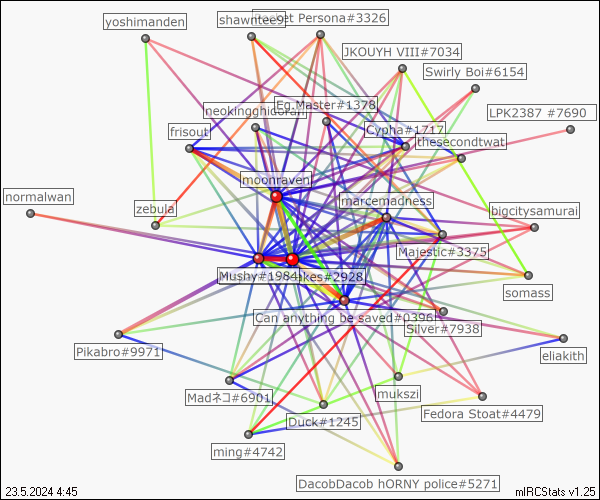 yoshimanden
shawntee9
Pocket Persona#3326
JKOUYH VIII#7034
Swirly Boi#6154
LPK2387 #7690
neokingghidorah
Eg.Master#1378
Cypha#1717
frisout
thesecondtwat
moonraven
marcemadness
normalwan
zebula
bigcitysamurai
Majestic#3375
Mushy#1984
kes#2928
somass
Can anything be saved#0396
Silver#7938
Pikabro#9971
eliakith
Madネコ#6901
mukszi
Duck#1245
Fedora Stoat#4479
ming#4742
DacobDacob hORNY police#5271
23.5.2024 4:45
mIRCStats v1.25